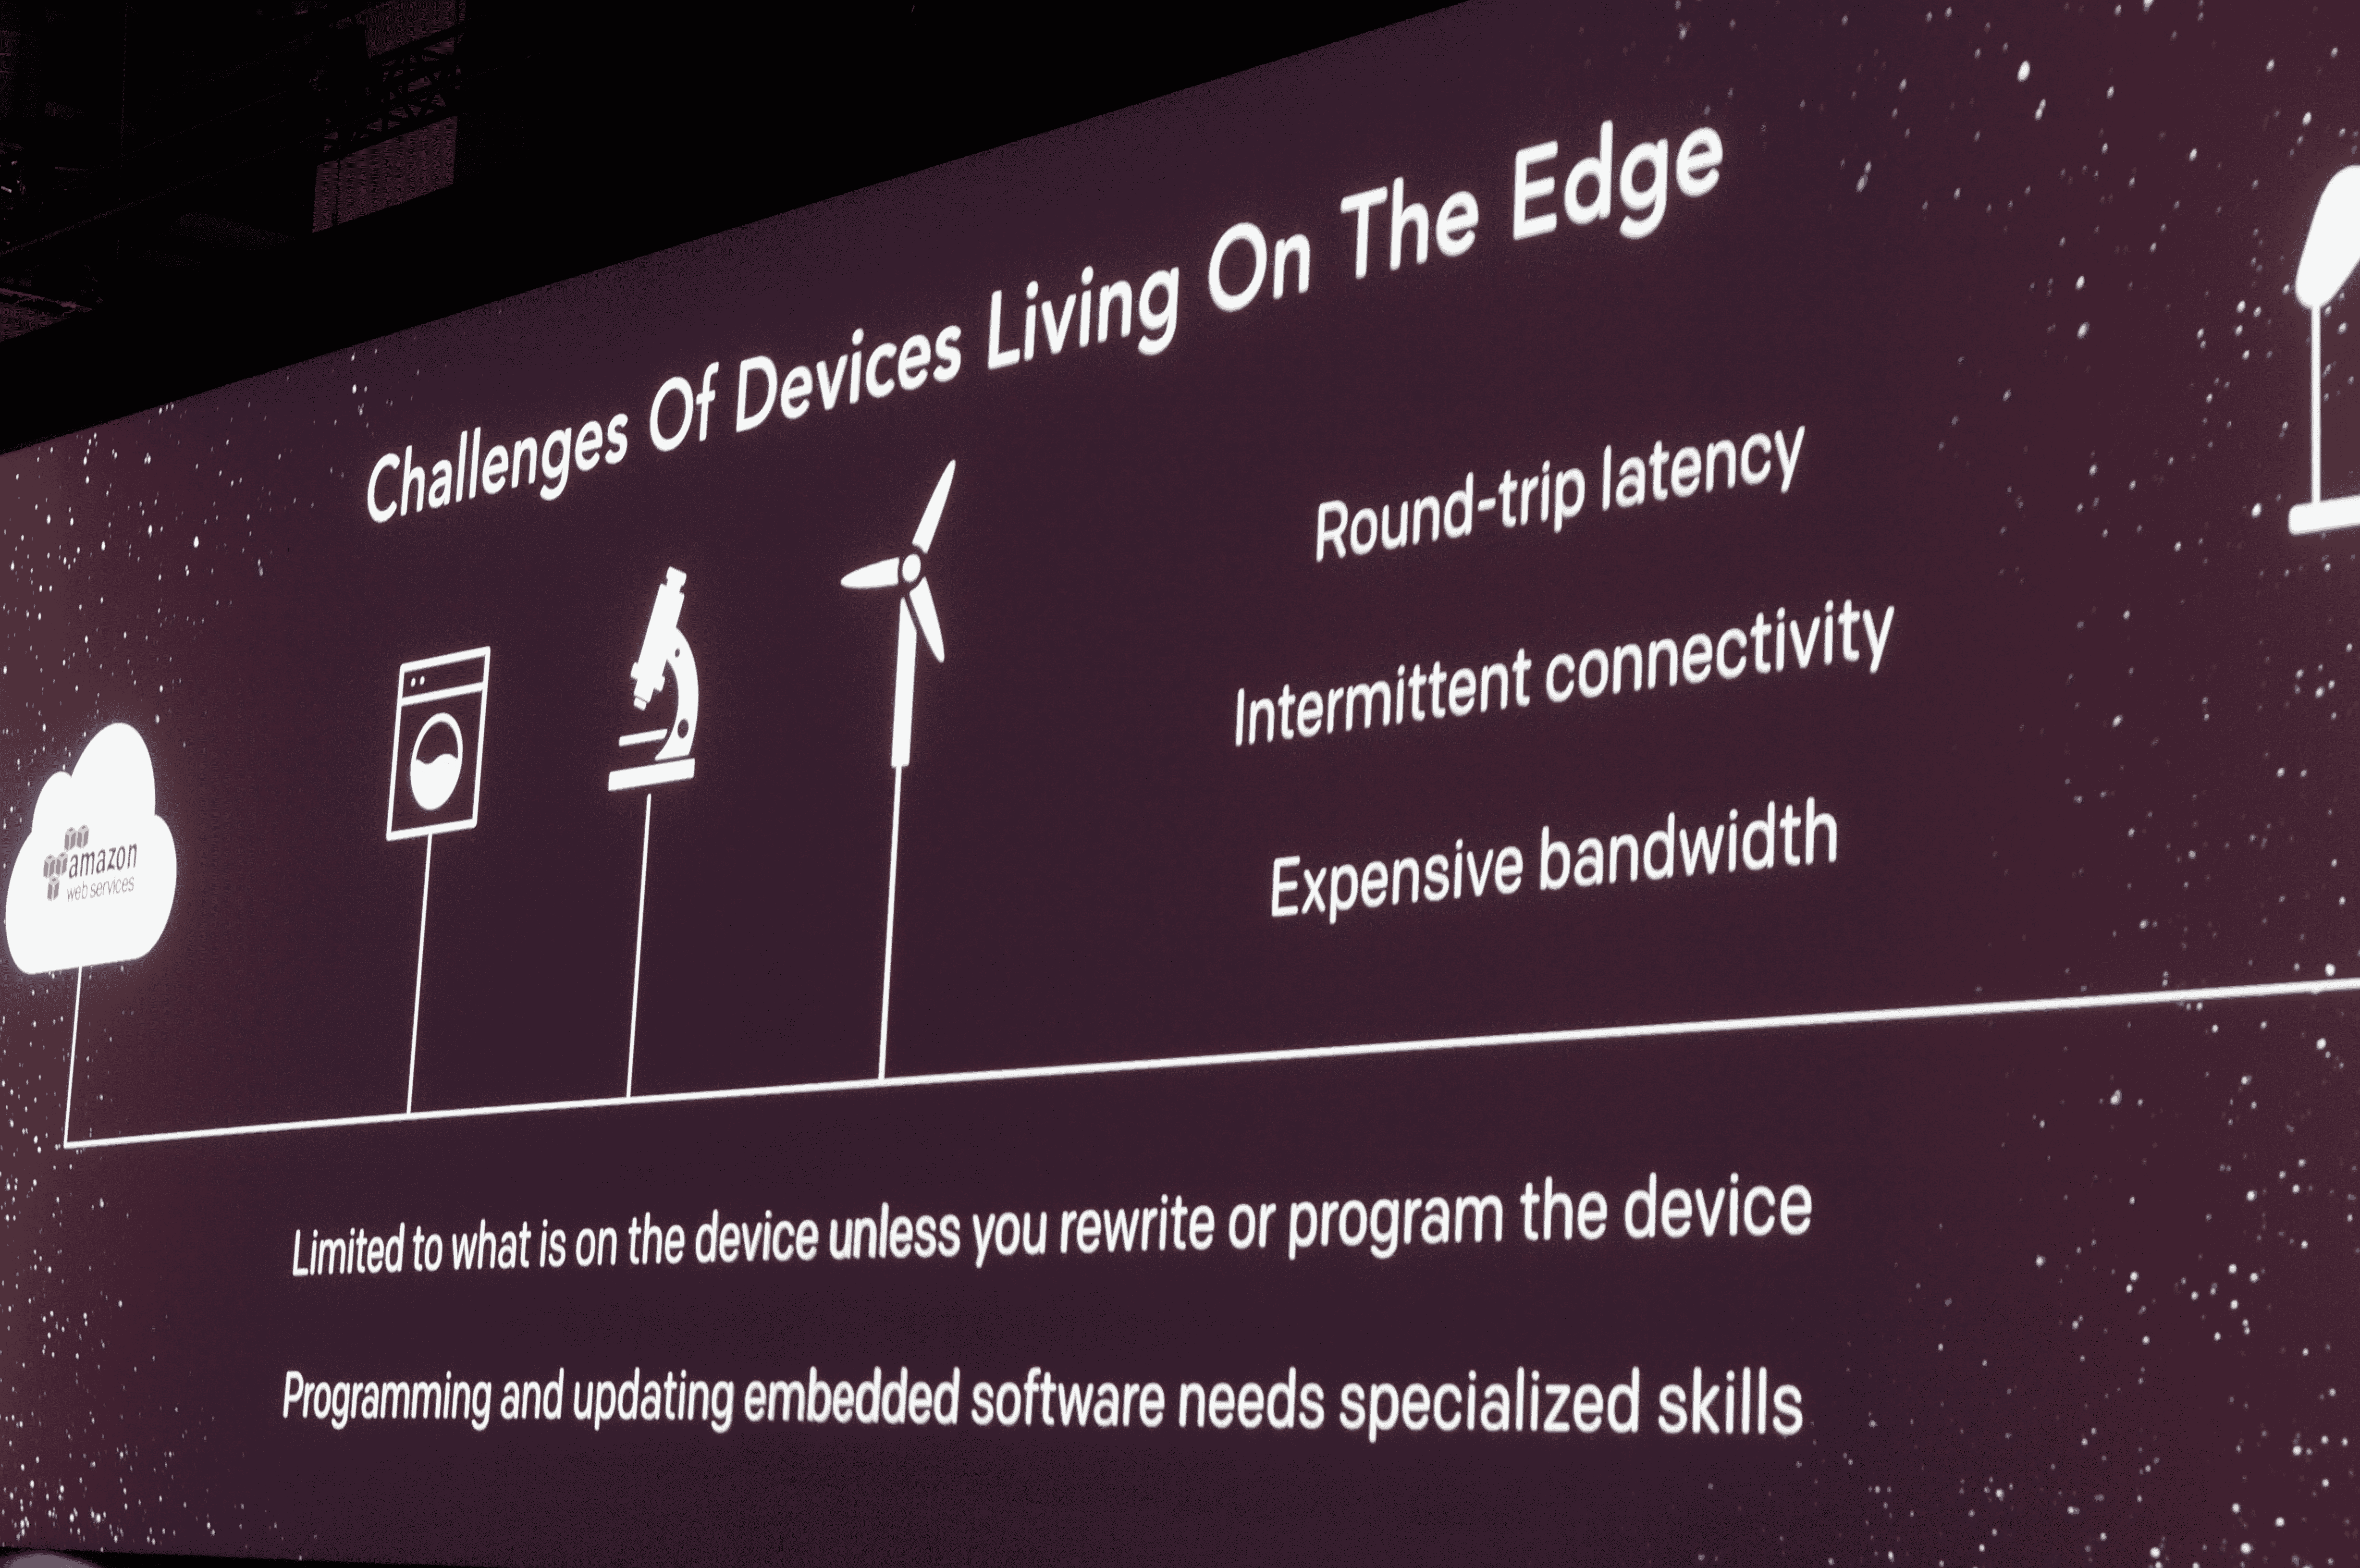 Challenges Of Devices Living On The Edge
Round-trip latency
Intermittent connectivity
Expensive bandwidth
amazon
web services
Limited to what is on the device unless you rewrite or program the device
Programming and updating embedded software needs specialized skills